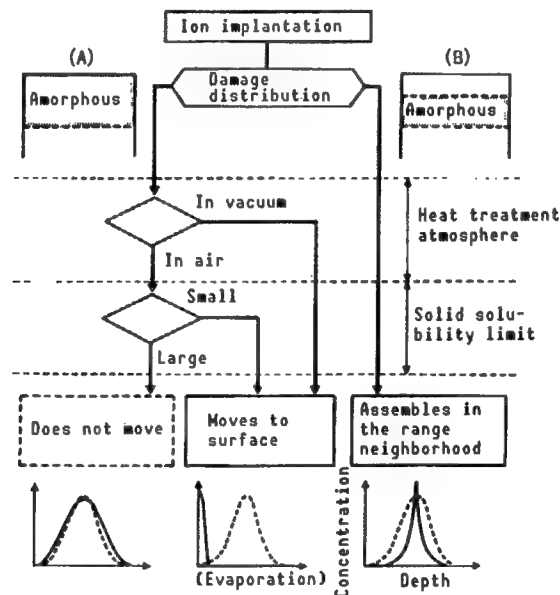 Ion implantation
(A)
(B)
Damage
distribution
Amorphous
Amorphous
In vacuum
Heat treatment
atmosphere
In air
Small
Solid solu-
bility limit
Large
Does not move
Moves to
surface
Assembles in
the range
neighborhood
(Evaporation)
Concentration
Depth